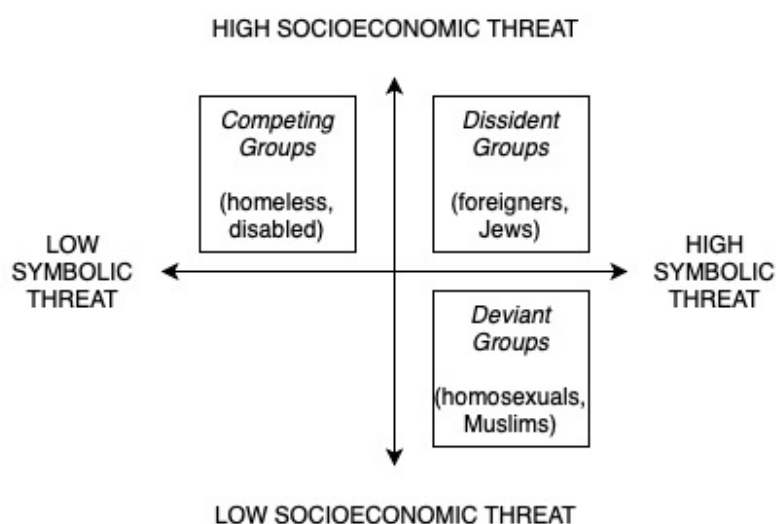 HIGH SOCIOECONOMIC THREAT
Competing
Groups
(homeless,
disabled)
Dissident
Groups
(foreigners,
Jews)
LOW
SYMBOLIC
THREAT
HIGH
SYMBOLIC
THREAT
Deviant
Groups
(homosexuals,
Muslims)
LOW SOCIOECONOMIC THREAT